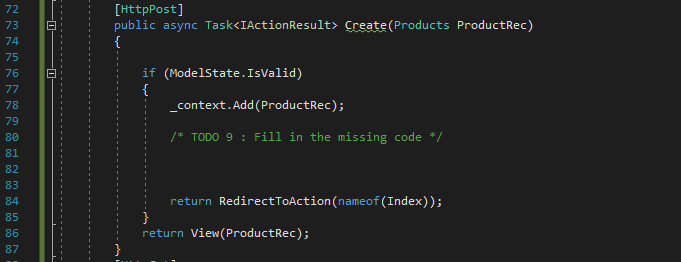 72 [HttpPost]
73 public async Task<IActionResult> Create(Products ProductRec)
74 {
75
76 if (ModelState.IsValid)
77 {
78 _context.Add(ProductRec);
79
80 /* TODO 9 : Fill in the missing code */
81
82
83
84 return RedirectToAction(nameof(Index));
85 }
86 return View(ProductRec);
87 }